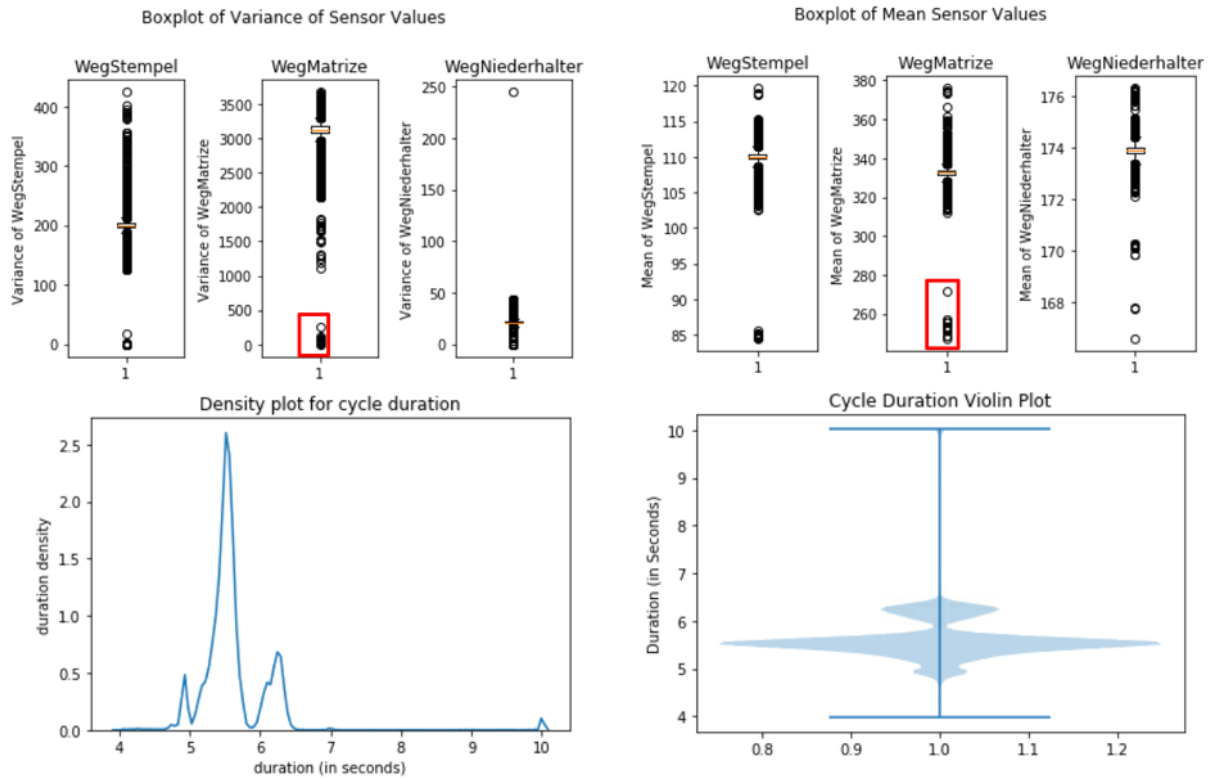 Boxplot of Variance of Sensor Values
WegStempel
WegMatrize
WegNiederhalter
Variance of WegStempel
400
300
200
100
0
1
Variance of WegMatrize
3500
3000
2500
2000
1500
1000
500
0
1
Variance of WegNiederhalter
250
200
150
100
50
0
1
Boxplot of Mean Sensor Values
WegStempel
WegMatrize
WegNiederhalter
Mean of WegStempel
120
115
110
105
100
95
90
85
1
Mean of WegMatrize
380
360
340
320
300
280
260
1
Mean of WegNiederhalter
176
174
172
170
168
1
Density plot for cycle duration
duration density
2.5
2.0
1.5
1.0
0.5
0.0
4 5 6 7 8 9 10
duration (in seconds)
Cycle Duration Violin Plot
Duration (in Seconds)
10
9
8
7
6
5
4
0.8 0.9 1.0 1.1 1.2